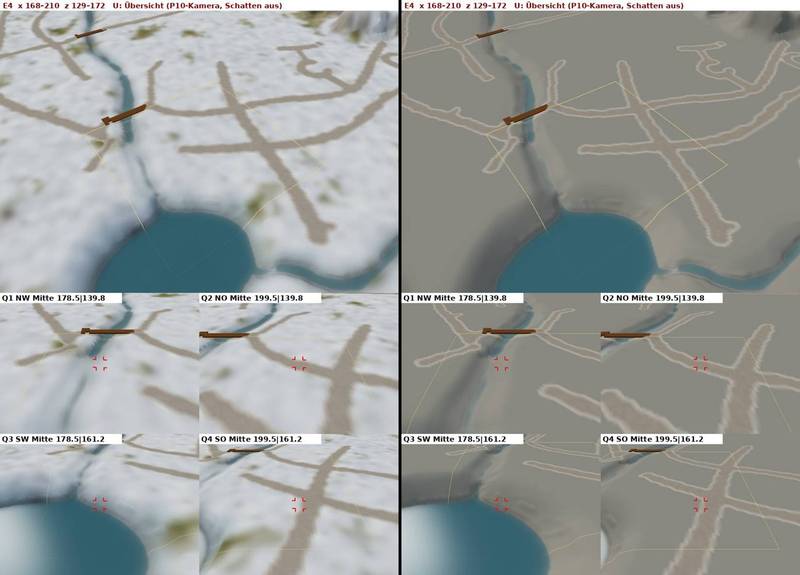 E4 x 168–210 z 129–172 U: Übersicht (P10-Kamera, Schatten aus)
E4 x 168–210 z 129–172 U: Übersicht (P10-Kamera, Schatten aus)
Q1 NW Mitte 178.5|139.8
Q2 NO Mitte 199.5|139.8
Q1 NW Mitte 178.5|139.8
Q2 NO Mitte 199.5|139.8
Q3 SW Mitte 178.5|161.2
Q4 SO Mitte 199.5|161.2
Q3 SW Mitte 178.5|161.2
Q4 SO Mitte 199.5|161.2